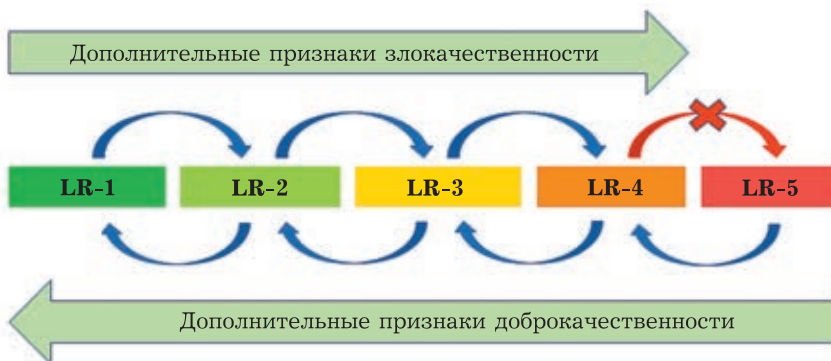 Дополнительные признаки злокачественности
LR-1 LR-2 LR-3 LR-4 LR-5
Дополнительные признаки доброкачественности